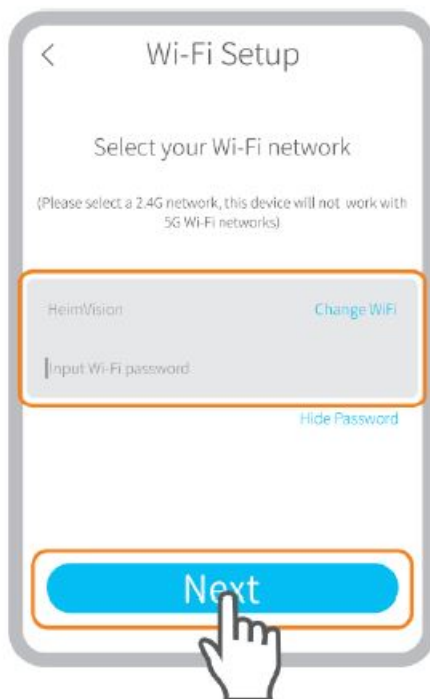 Wi-Fi Setup
Select your Wi-Fi network
(Please select a 2.4G network, this device will not work with
5G Wi-Fi networks)
HeimVision Change WiFi
Input Wi-Fi password
Hide Password
Next